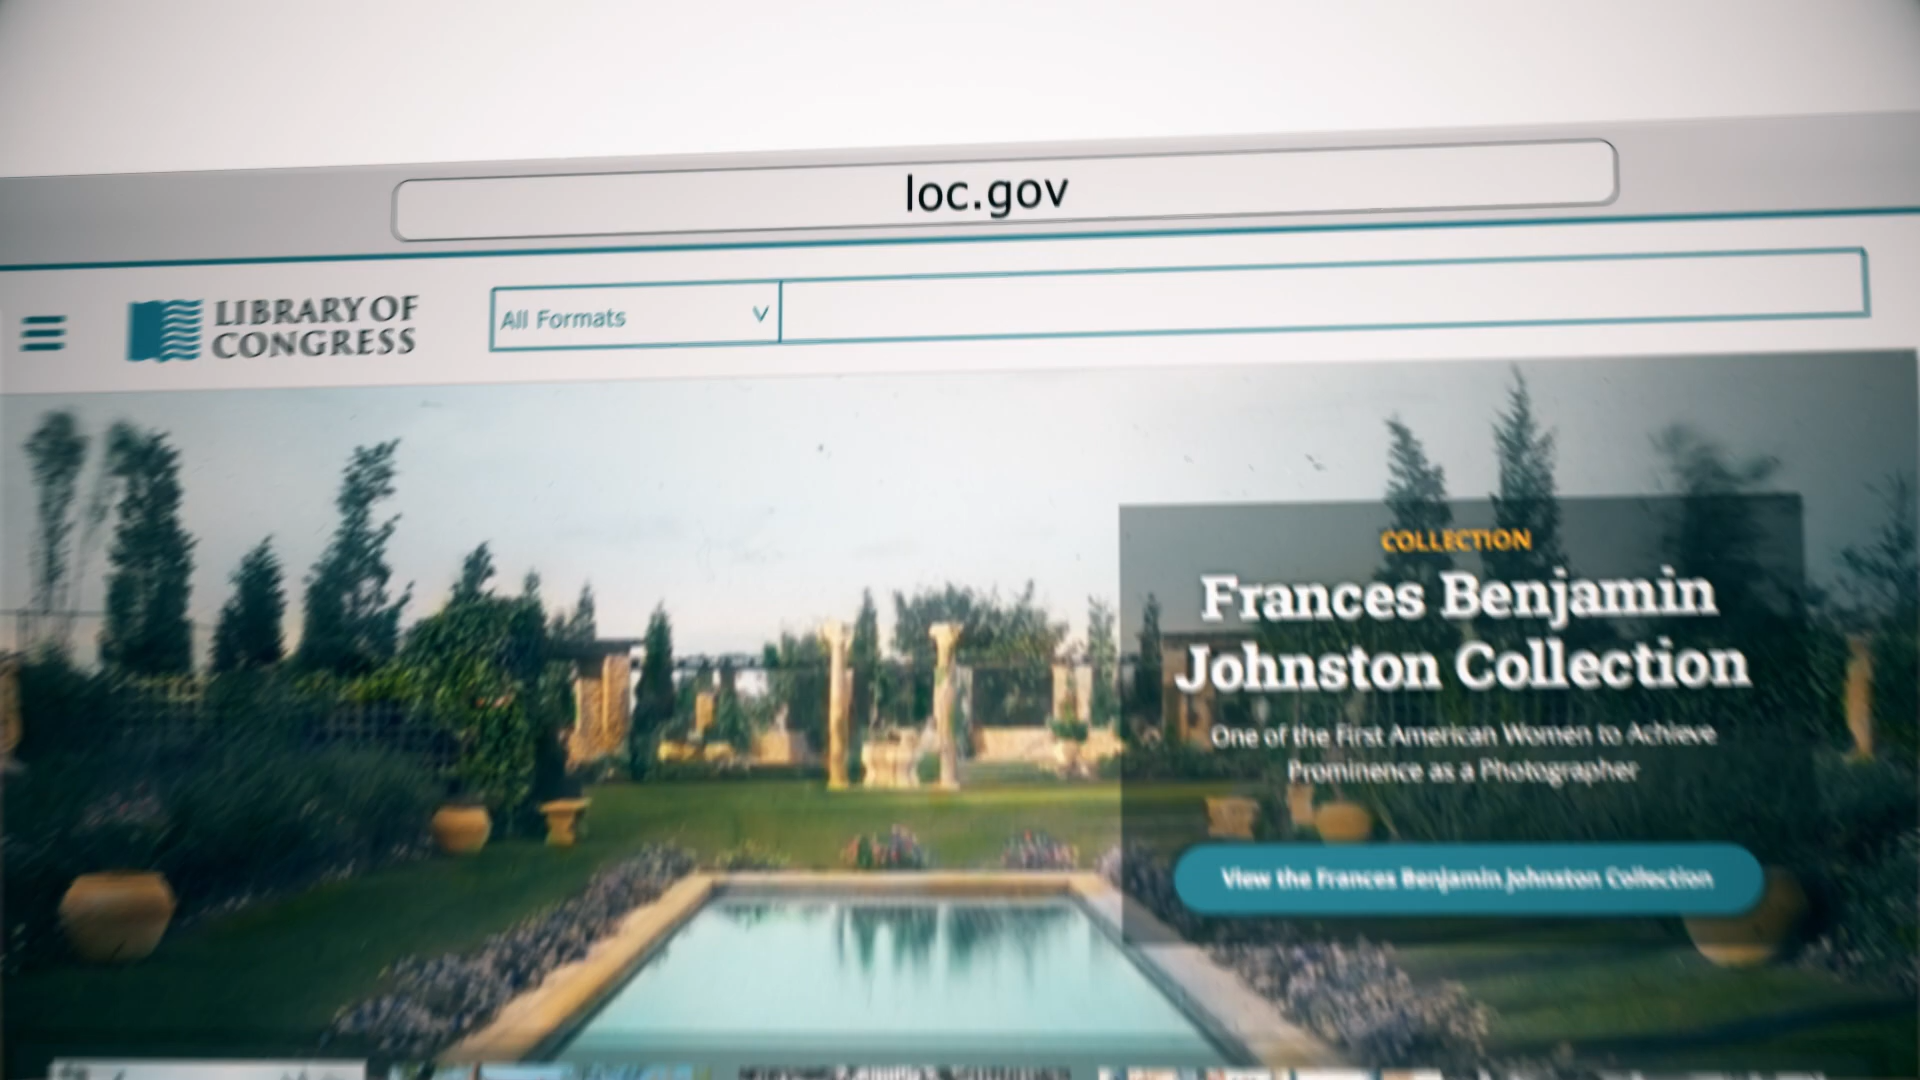 loc.gov
LIBRARY OF
CONGRESS
All Formats
COLLECTION
Frances Benjamin
Johnston Collection
One of the First American Women to Achieve
Prominence as a Photographer
View the Frances Benjamin Johnston Collection